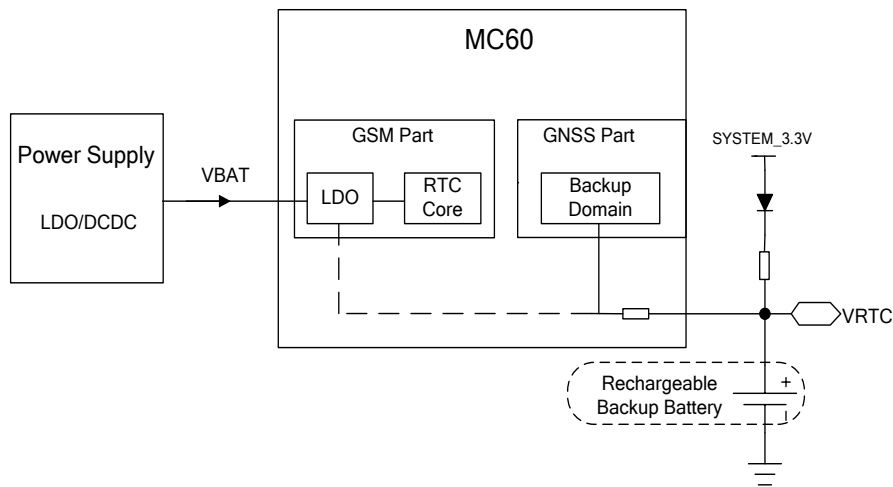 MC60
Power Supply
LDO/DCDC
VBAT
GSM Part
LDO
RTC
Core
GNSS Part
Backup
Domain
SYSTEM_3.3V
VRTC
Rechargeable
Backup Battery
+